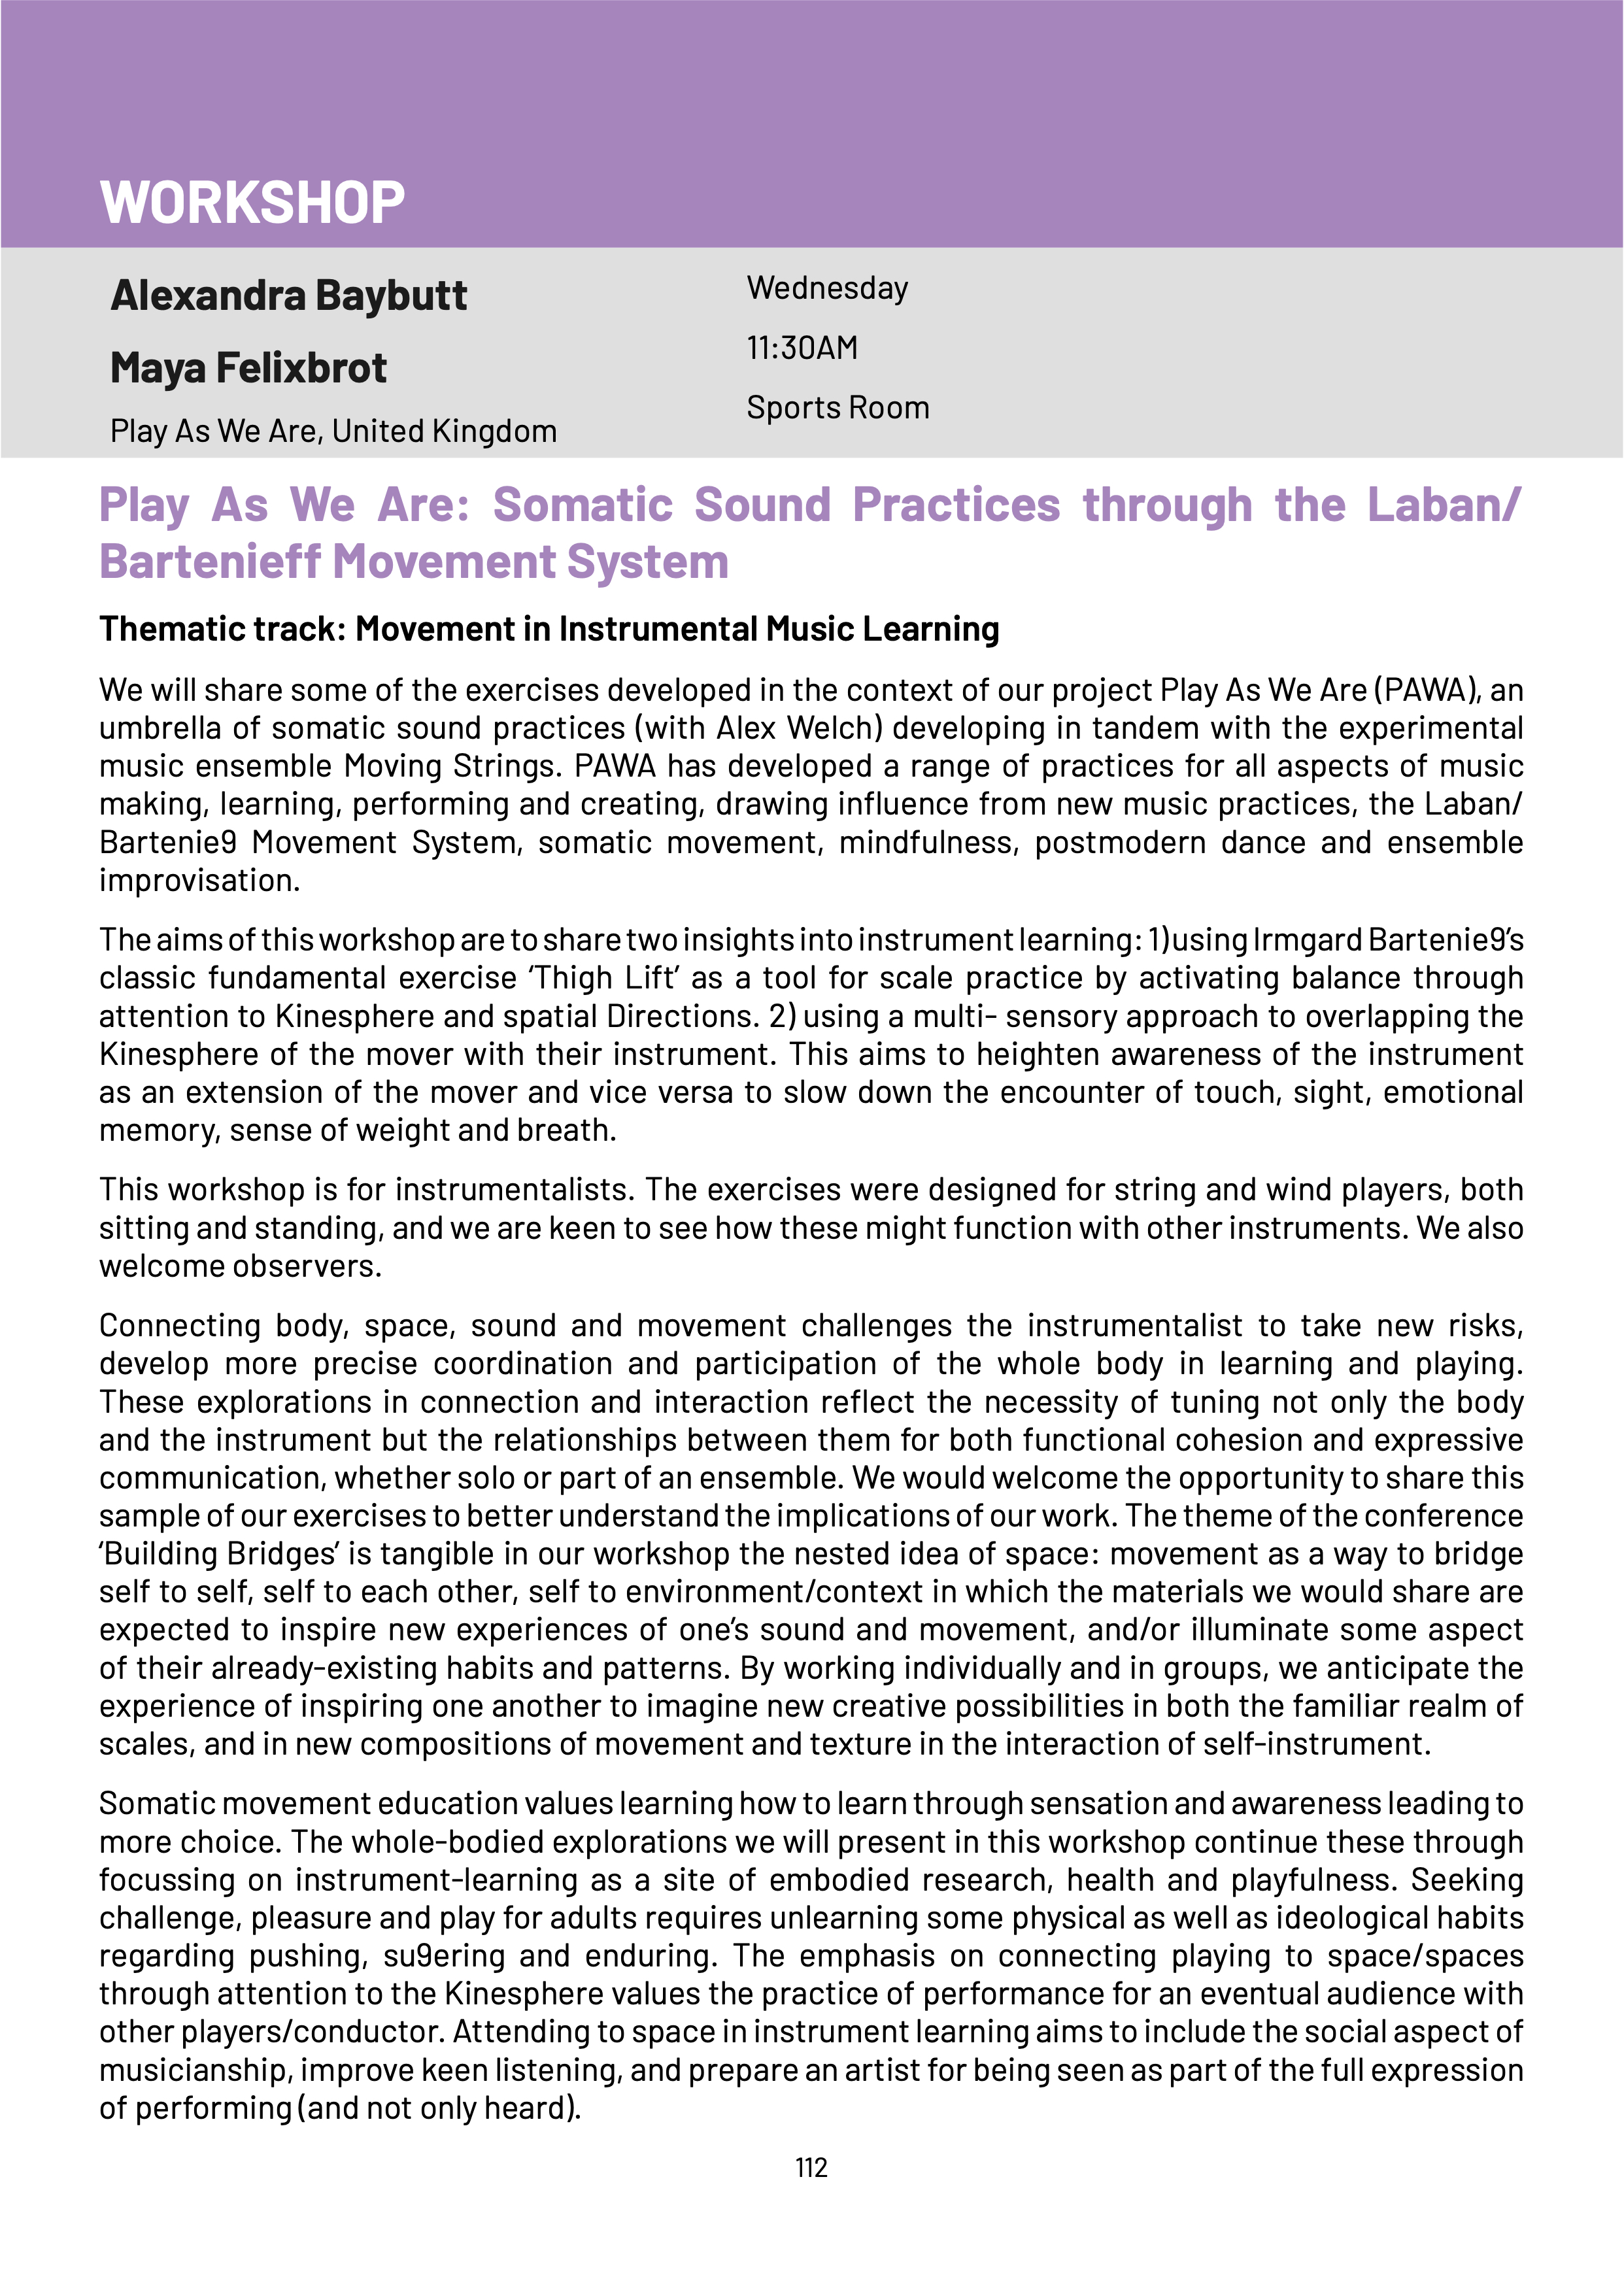 WORKSHOP
Alexandra Baybutt
Maya Felixbrot
Play As We Are, United Kingdom
Wednesday
11:30AM
Sports Room
Play As We Are: Somatic Sound Practices through the Laban/
Bartenieff Movement System
Thematic track: Movement in Instrumental Music Learning
We will share some of the exercises developed in the context of our project Play As We Are (PAWA), an
umbrella of somatic sound practices (with Alex Welch) developing in tandem with the experimental
music ensemble Moving Strings. PAWA has developed a range of practices for all aspects of music
making, learning, performing and creating, drawing influence from new music practices, the Laban/
Bartenie9 Movement System, somatic movement, mindfulness, postmodern dance and ensemble
improvisation.
The aims of this workshop are to share two insights into instrument learning: 1) using Irmgard Bartenie9’s
classic fundamental exercise ‘Thigh Lift’ as a tool for scale practice by activating balance through
attention to Kinesphere and spatial Directions. 2) using a multi- sensory approach to overlapping the
Kinesphere of the mover with their instrument. This aims to heighten awareness of the instrument
as an extension of the mover and vice versa to slow down the encounter of touch, sight, emotional
memory, sense of weight and breath.
This workshop is for instrumentalists. The exercises were designed for string and wind players, both
sitting and standing, and we are keen to see how these might function with other instruments. We also
welcome observers.
Connecting body, space, sound and movement challenges the instrumentalist to take new risks,
develop more precise coordination and participation of the whole body in learning and playing.
These explorations in connection and interaction reflect the necessity of tuning not only the body
and the instrument but the relationships between them for both functional cohesion and expressive
communication, whether solo or part of an ensemble. We would welcome the opportunity to share this
sample of our exercises to better understand the implications of our work. The theme of the conference
‘Building Bridges’ is tangible in our workshop the nested idea of space: movement as a way to bridge
self to self, self to each other, self to environment/context in which the materials we would share are
expected to inspire new experiences of one’s sound and movement, and/or illuminate some aspect
of their already-existing habits and patterns. By working individually and in groups, we anticipate the
experience of inspiring one another to imagine new creative possibilities in both the familiar realm of
scales, and in new compositions of movement and texture in the interaction of self-instrument.
Somatic movement education values learning how to learn through sensation and awareness leading to
more choice. The whole-bodied explorations we will present in this workshop continue these through
focussing on instrument-learning as a site of embodied research, health and playfulness. Seeking
challenge, pleasure and play for adults requires unlearning some physical as well as ideological habits
regarding pushing, su9ering and enduring. The emphasis on connecting playing to space/spaces
through attention to the Kinesphere values the practice of performance for an eventual audience with
other players/conductor. Attending to space in instrument learning aims to include the social aspect of
musicianship, improve keen listening, and prepare an artist for being seen as part of the full expression
of performing (and not only heard).
112